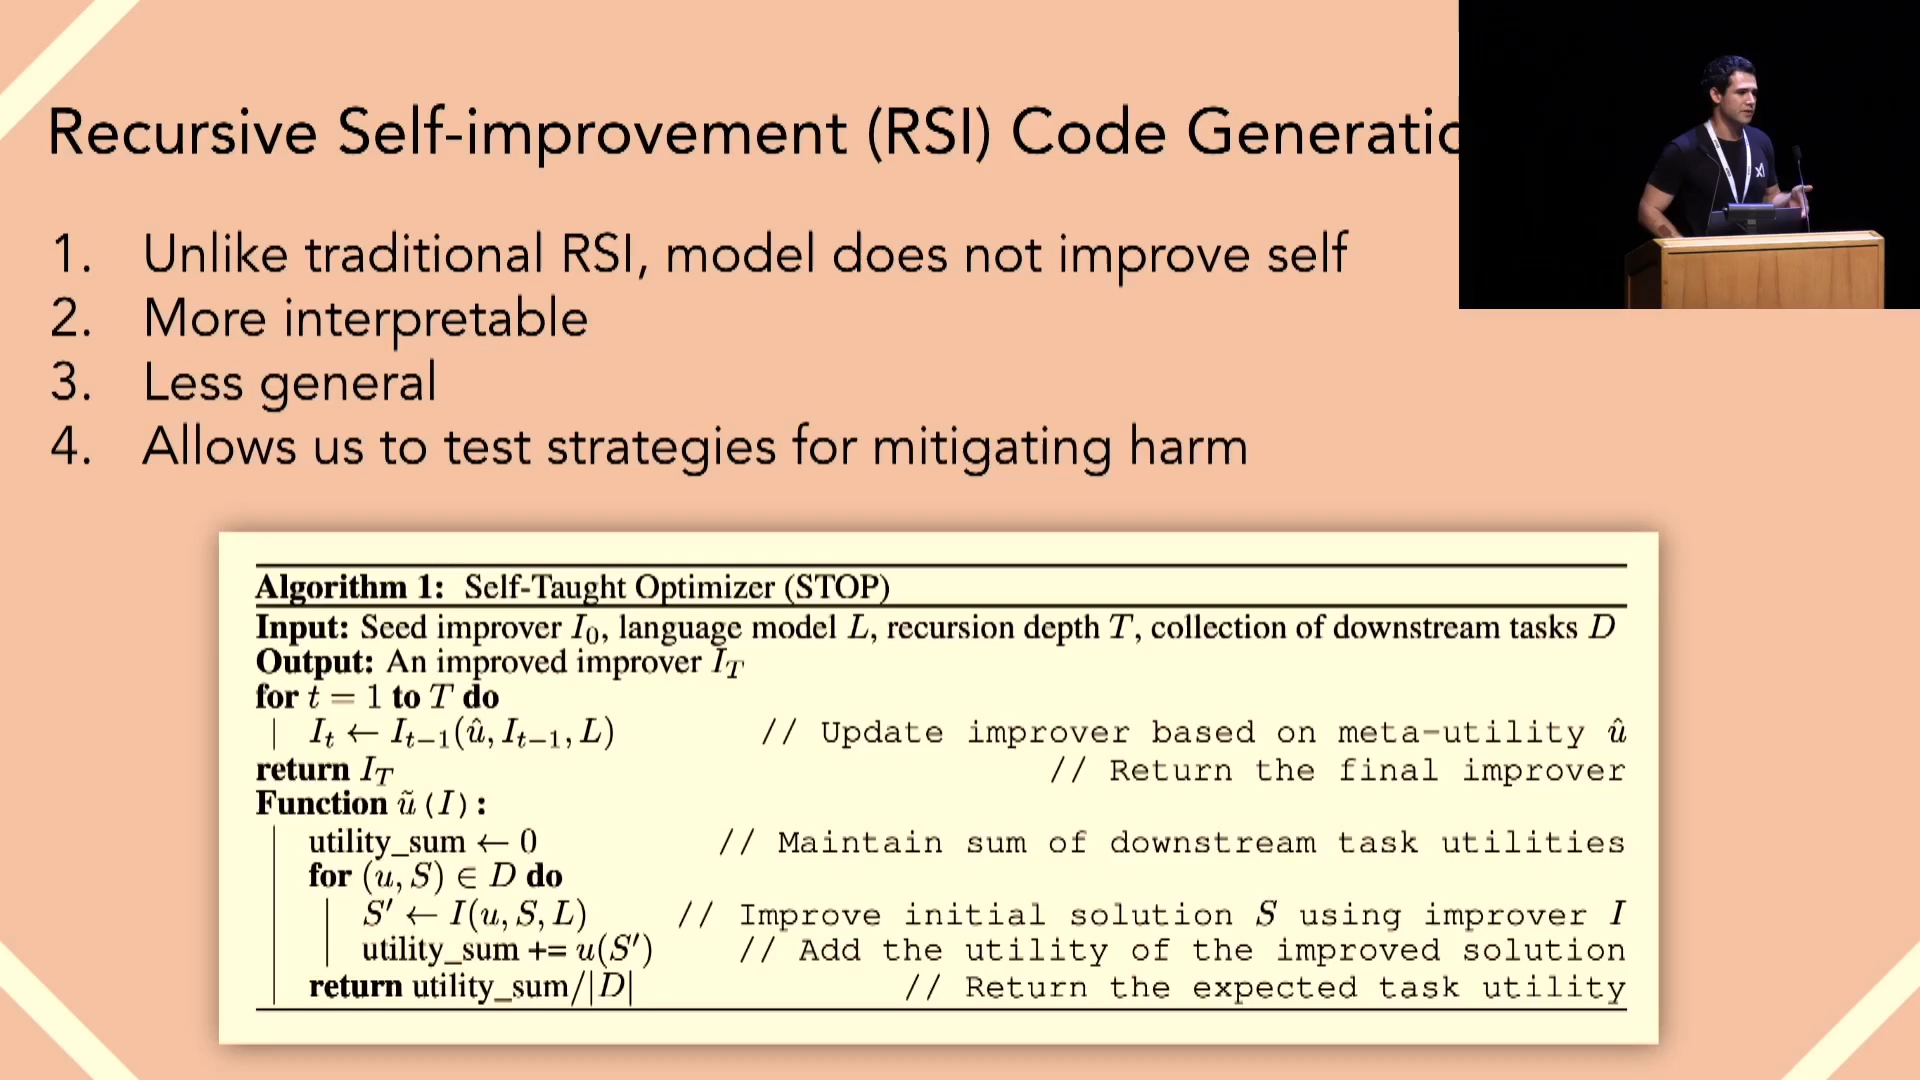 Recursive Self-improvement (RSI) Code Generatio
1. Unlike traditional RSI, model does not improve self
2. More interpretable
3. Less general
4. Allows us to test strategies for mitigating harm
xI
Algorithm 1: Self-Taught Optimizer (STOP)
Input: Seed improver I₀, language model L, recursion depth T, collection of downstream tasks D
Output: An improved improver I_T
for t = 1 to T do
I_t ← I_{t−1}(û, I_{t−1}, L) // Update improver based on meta-utility û
return I_T // Return the final improver
Function ũ (I) :
utility_sum ← 0 // Maintain sum of downstream task utilities
for (u, S) ∈ D do
S′ ← I(u, S, L) // Improve initial solution S using improver I
utility_sum += u(S′) // Add the utility of the improved solution
return utility_sum/|D| // Return the expected task utility